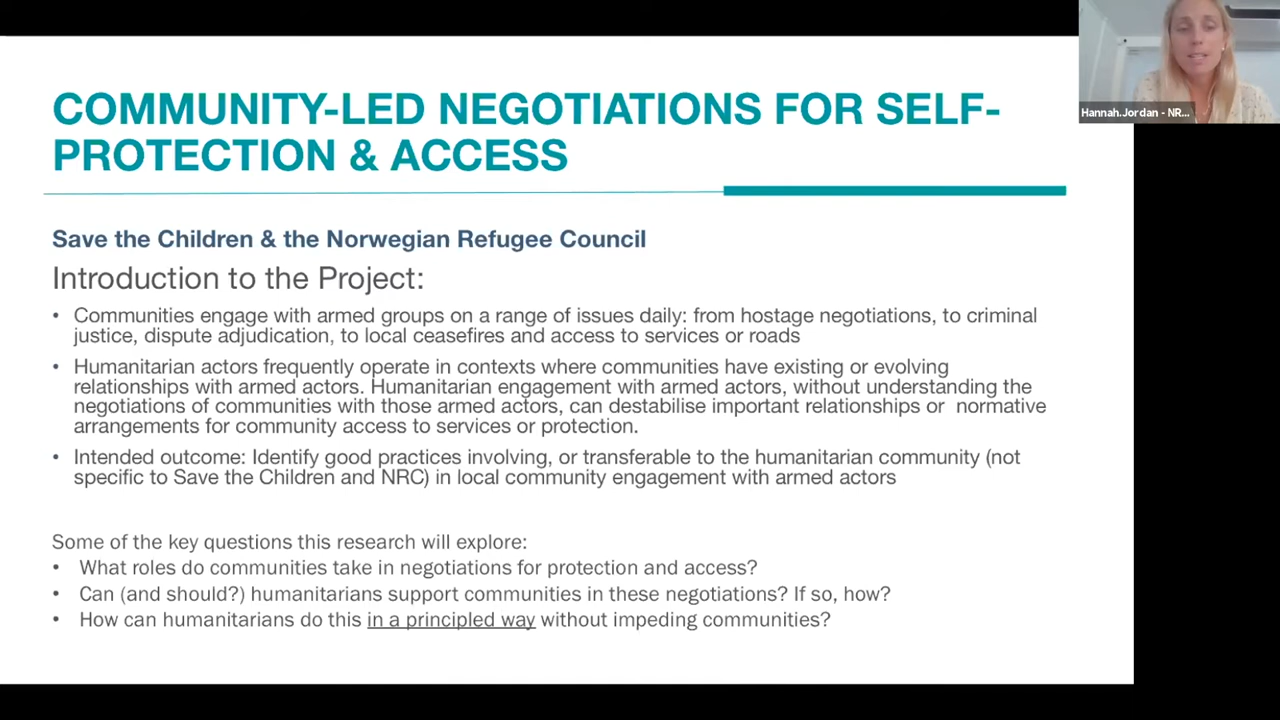 COMMUNITY-LED NEGOTIATIONS FOR SELF-
PROTECTION & ACCESS
Hannah.Jordan - NR...
Save the Children & the Norwegian Refugee Council
Introduction to the Project:
• Communities engage with armed groups on a range of issues daily: from hostage negotiations, to criminal
justice, dispute adjudication, to local ceasefires and access to services or roads
• Humanitarian actors frequently operate in contexts where communities have existing or evolving
relationships with armed actors. Humanitarian engagement with armed actors, without understanding the
negotiations of communities with those armed actors, can destabilise important relationships or  normative
arrangements for community access to services or protection.
• Intended outcome: Identify good practices involving, or transferable to the humanitarian community (not
specific to Save the Children and NRC) in local community engagement with armed actors
Some of the key questions this research will explore:
• What roles do communities take in negotiations for protection and access?
• Can (and should?) humanitarians support communities in these negotiations? If so, how?
• How can humanitarians do this in a principled way without impeding communities?